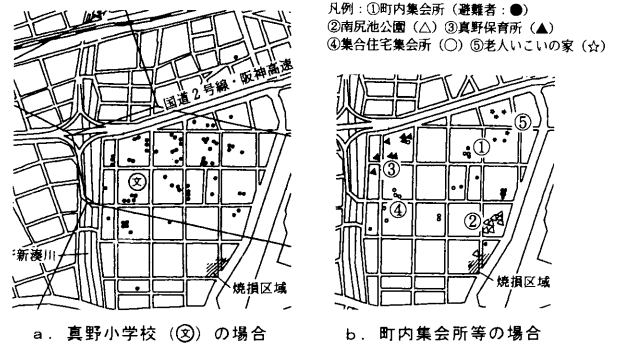 凡例：①町内集会所（避難者：●）
②南尻池公園（△）③真野保育所（▲）
④集合住宅集会所（○）⑤老人いこいの家（☆）
国道２号線・阪神高速
文
新湊川
焼損区域
ａ．真野小学校（文）の場合
⑤
①
③
④
②
焼損区域
ｂ．町内集会所等の場合